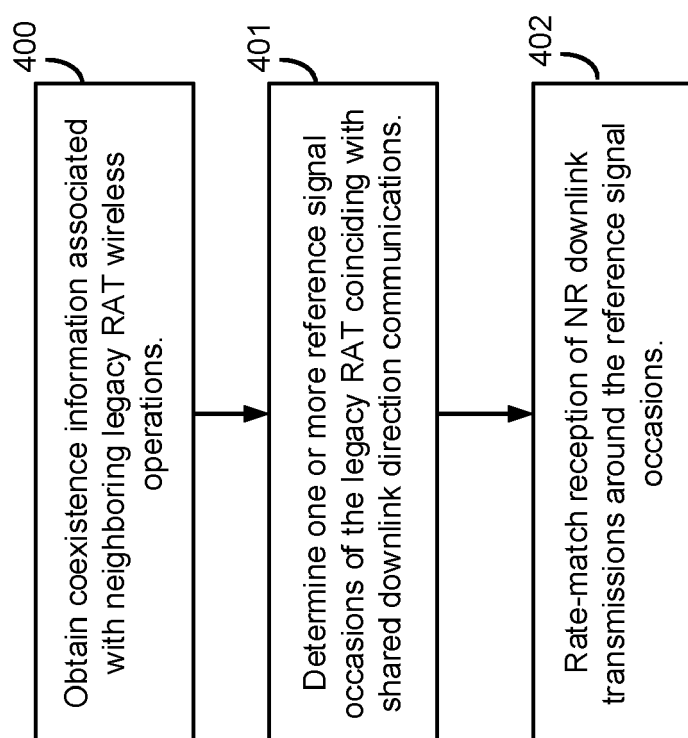 400
Obtain coexistence information associated
with neighboring legacy RAT wireless
operations.
401
Determine one or more reference signal
occasions of the legacy RAT coinciding with
shared downlink direction communications.
402
Rate-match reception of NR downlink
transmissions around the reference signal
occasions.